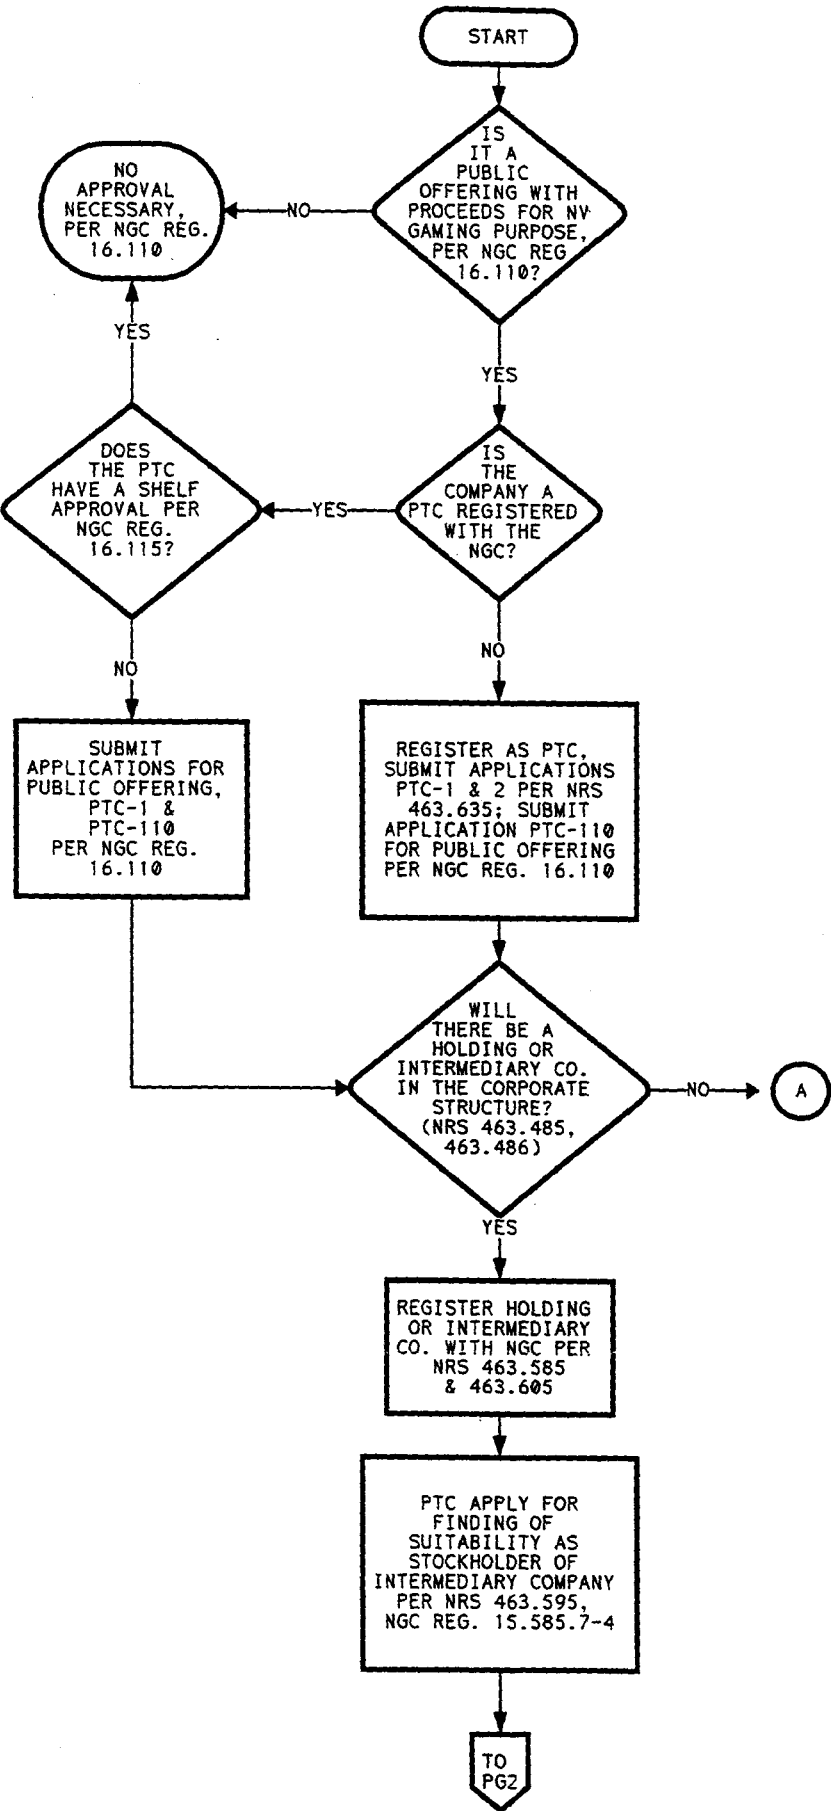 START
IS
IT A
PUBLIC
OFFERING WITH
PROCEEDS FOR NV
GAMING PURPOSE,
PER NGC REG
16.110?
NO
NO
APPROVAL
NECESSARY,
PER NGC REG.
16.110
YES
YES
IS
THE
COMPANY A
PTC REGISTERED
WITH THE
NGC?
YES
DOES
THE PTC
HAVE A SHELF
APPROVAL PER
NGC REG.
16.115?
NO
NO
SUBMIT
APPLICATIONS FOR
PUBLIC OFFERING,
PTC-1 &
PTC-110
PER NGC REG.
16.110
REGISTER AS PTC,
SUBMIT APPLICATIONS
PTC-1 & 2 PER NRS
463.635; SUBMIT
APPLICATION PTC-110
FOR PUBLIC OFFERING
PER NGC REG. 16.110
WILL
THERE BE A
HOLDING OR
INTERMEDIARY CO.
IN THE CORPORATE
STRUCTURE?
(NRS 463.485,
463.486)
NO
A
YES
REGISTER HOLDING
OR INTERMEDIARY
CO. WITH NGC PER
NRS 463.585
& 463.605
PTC APPLY FOR
FINDING OF
SUITABILITY AS
STOCKHOLDER OF
INTERMEDIARY COMPANY
PER NRS 463.595,
NGC REG. 15.585.7-4
TO
PG2